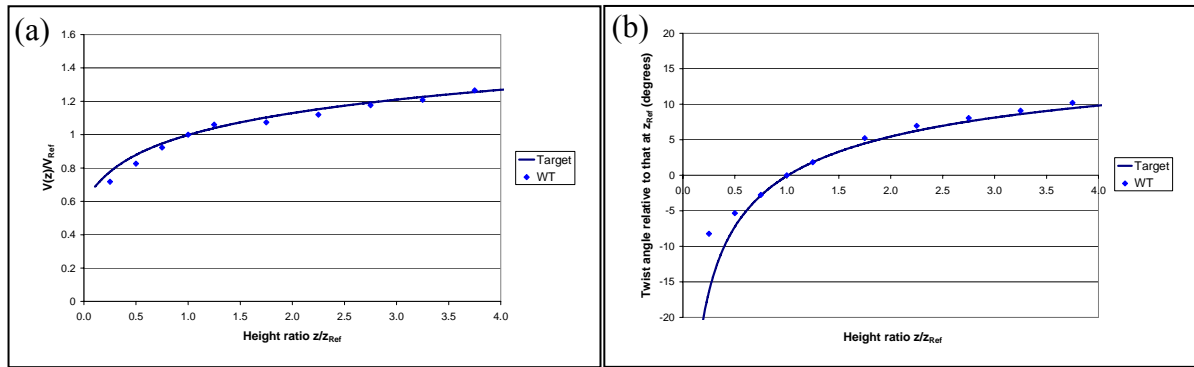 (a)
1.6
1.4
1.2
1
0.8
0.6
0.4
0.2
0
V(z)/VRef
0.0 0.5 1.0 1.5 2.0 2.5 3.0 3.5 4.0
Height ratio z/zRef
Target
WT
(b)
20
15
10
5
0
-5
-10
-15
-20
Twist angle relative to that at zRef (degrees)
0.0 0.5 1.0 1.5 2.0 2.5 3.0 3.5 4.0
Height ratio z/zRef
Target
WT